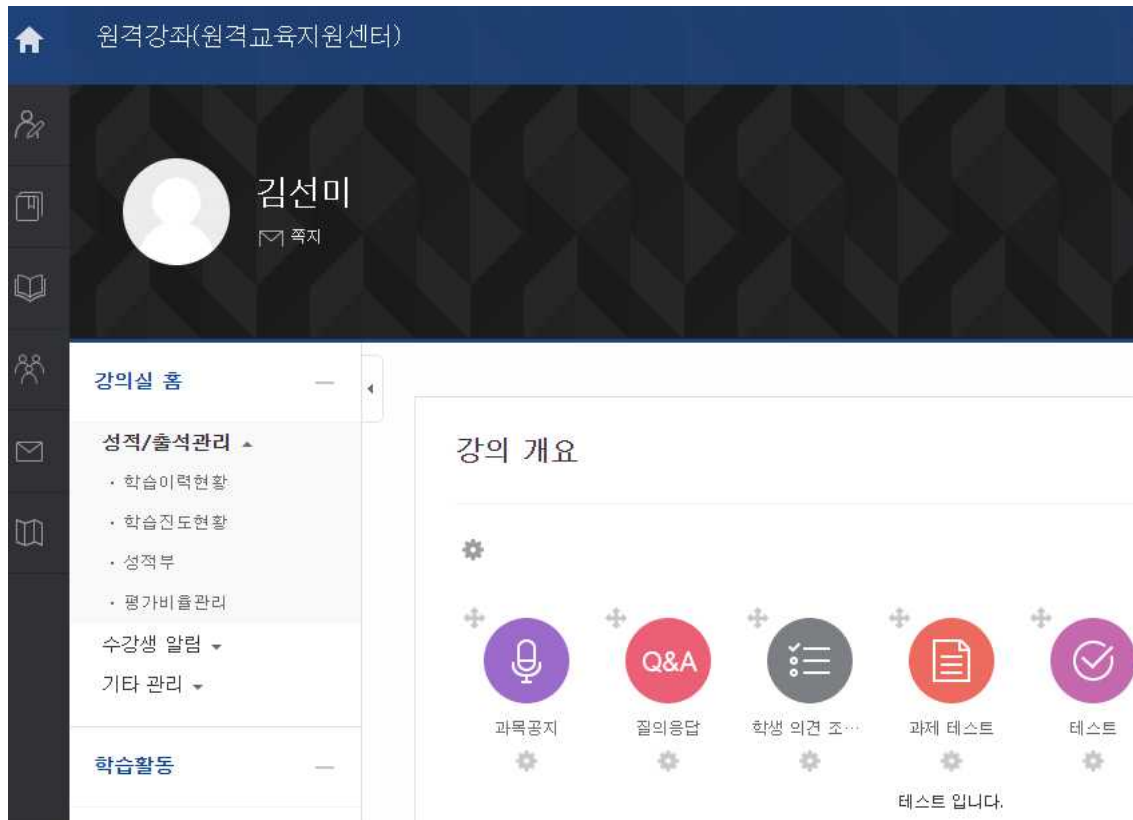 원격강좌(원격교육지원센터)
김선미
쪽지
강의실 홈
성적/출석관리
· 학습이력현황
· 학습진도현황
· 성적부
· 평가비율관리
수강생 알림
기타 관리
학습활동
강의 개요
Q&A
과목공지
질의응답
학생 의견 조…
과제 테스트
테스트
테스트 입니다.